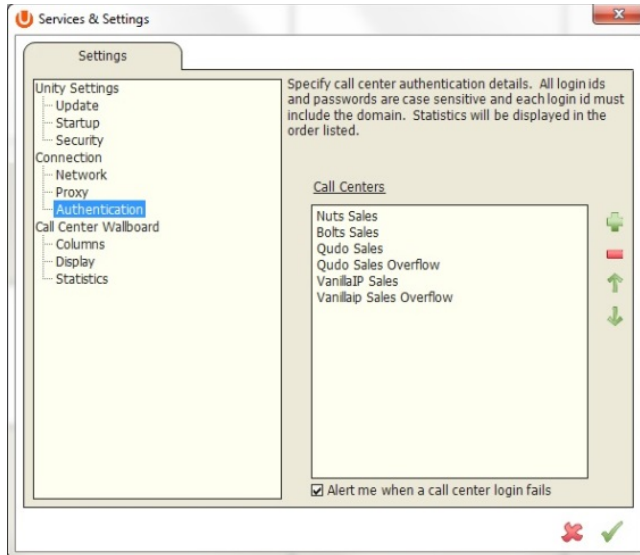 Services & Settings
Settings
Unity Settings
Update
Startup
Security
Connection
Network
Proxy
Authentication
Call Center Wallboard
Columns
Display
Statistics
Specify call center authentication details. All login ids
and passwords are case sensitive and each login id must
include the domain. Statistics will be displayed in the
order listed.
Call Centers
Nuts Sales
Bolts Sales
Qudo Sales
Qudo Sales Overflow
VanillaIP Sales
Vanillaip Sales Overflow
Alert me when a call center login fails